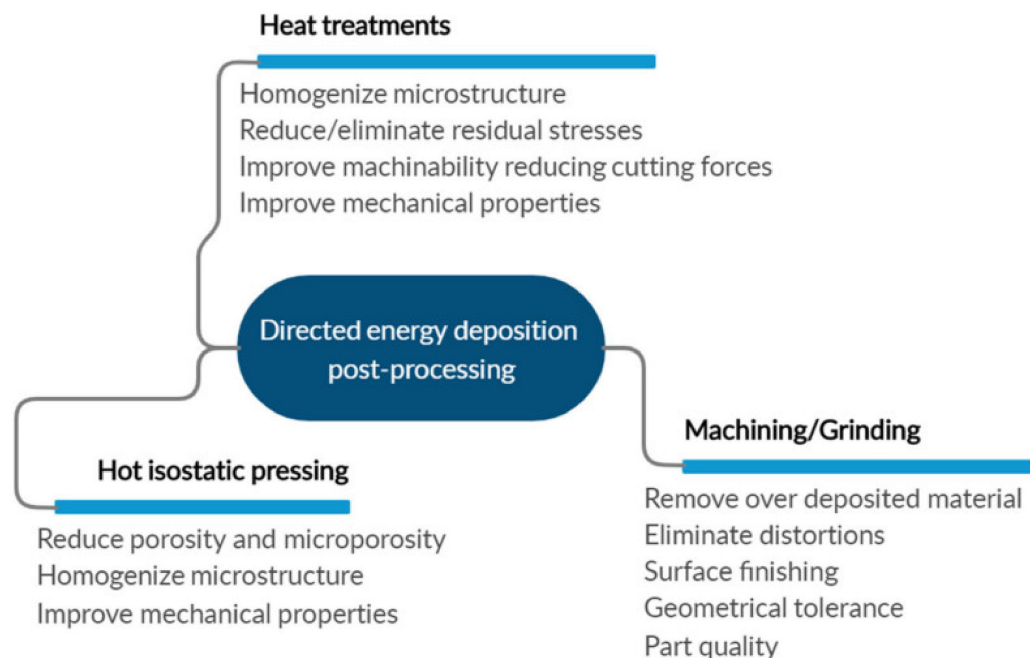 Heat treatments
Homogenize microstructure
Reduce/eliminate residual stresses
Improve machinability reducing cutting forces
Improve mechanical properties
Directed energy deposition
post-processing
Hot isostatic pressing
Reduce porosity and microporosity
Homogenize microstructure
Improve mechanical properties
Machining/Grinding
Remove over deposited material
Eliminate distortions
Surface finishing
Geometrical tolerance
Part quality